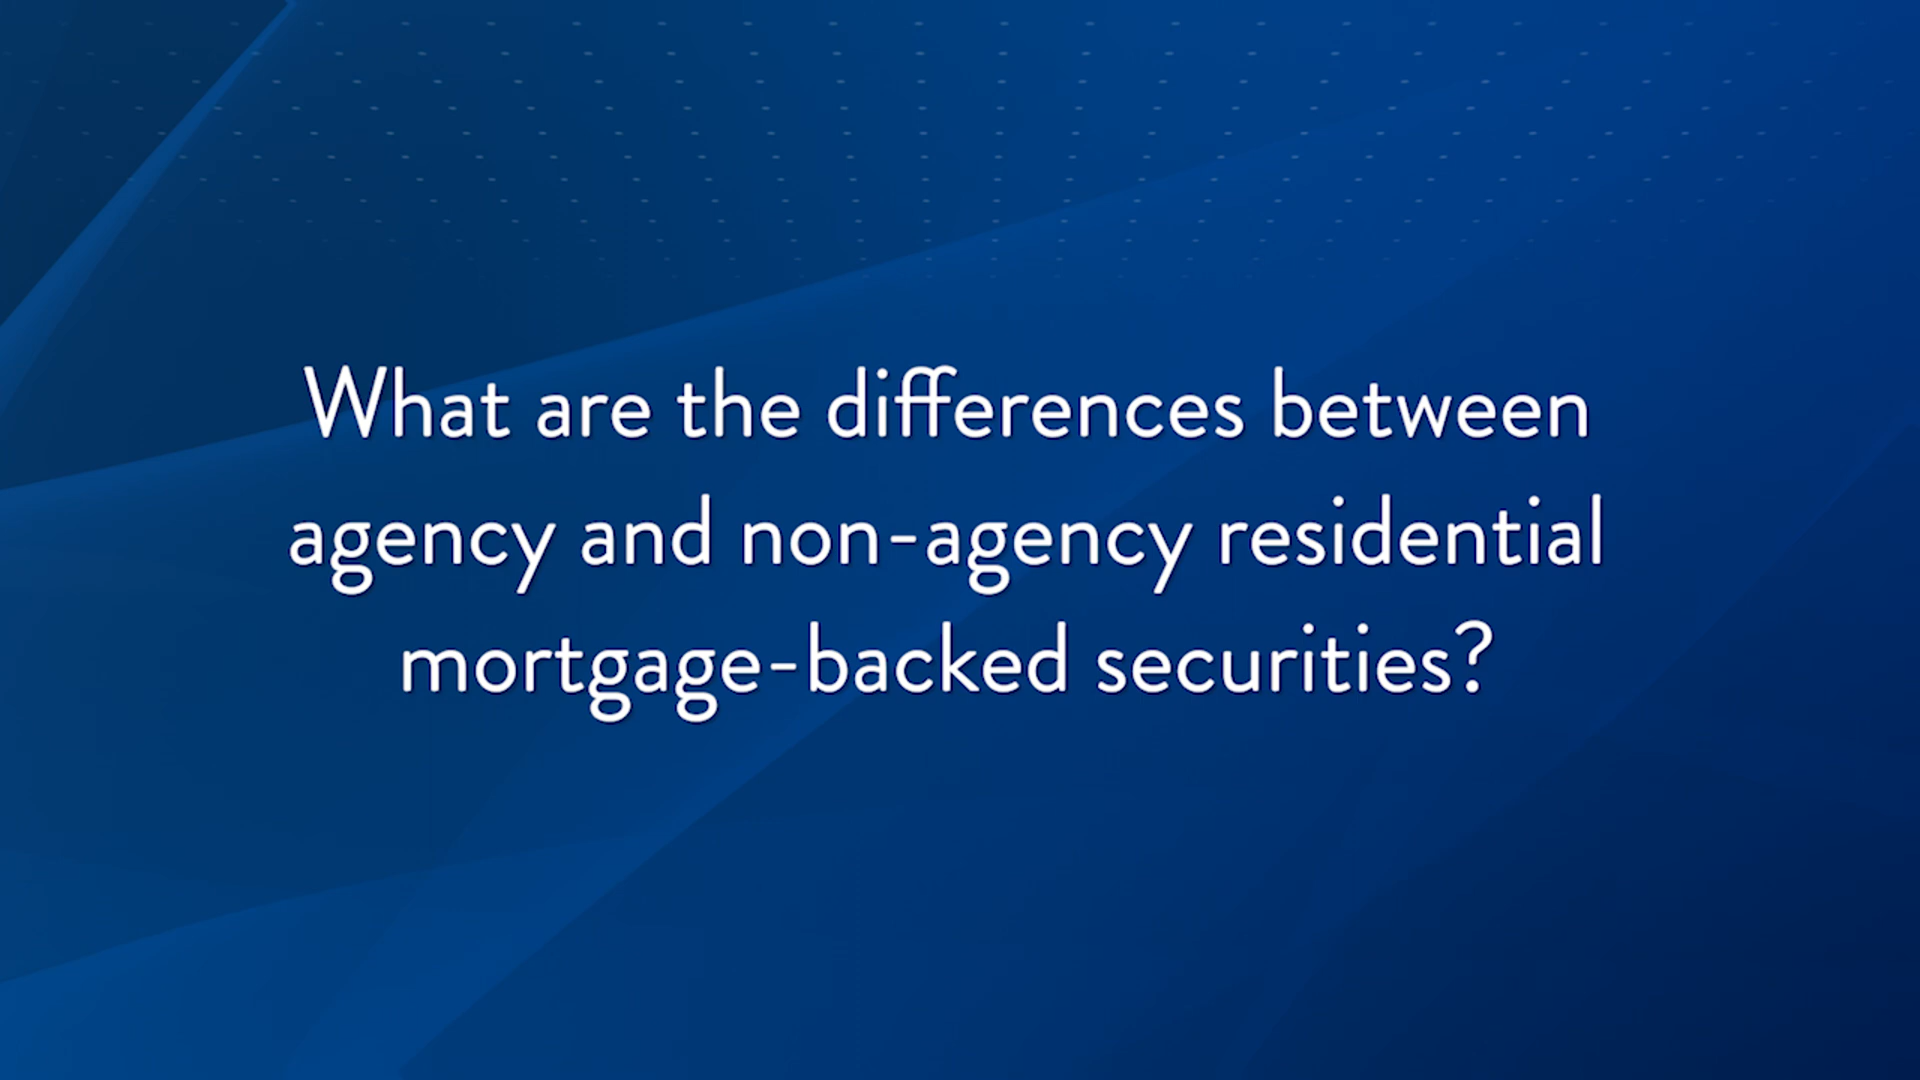 What are the differences between
agency and non-agency residential
mortgage-backed securities?